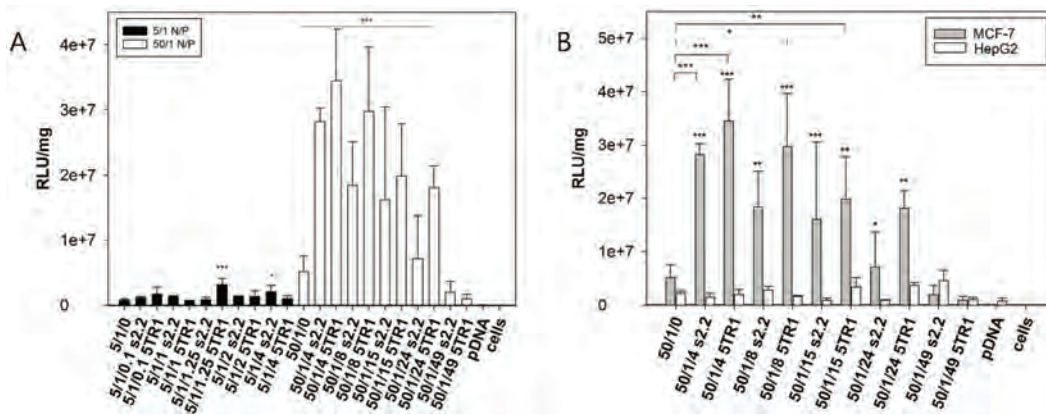 A
5/1 N/P
50/1 N/P
***
RLU/mg
4e+7
3e+7
2e+7
1e+7
0
***
*
5/1/0
5/1/0, 1 s2.2
5/1/0, 1 5TR1
5/1/1 s2.2
5/1/1 5TR1
5/1/1.25 s2.2
5/1/1.25 5TR1
5/1/2 s2.2
5/1/2 5TR1
5/1/4 s2.2
5/1/4 5TR1
50/1/0
50/1/4 s2.2
50/1/4 5TR1
50/1/8 s2.2
50/1/8 5TR1
50/1/15 s2.2
50/1/15 5TR1
50/1/24 s2.2
50/1/24 5TR1
50/1/49 s2.2
50/1/49 5TR1
pDNA
cells
B
MCF-7
HepG2
RLU/mg
5e+7
4e+7
3e+7
2e+7
1e+7
0
**
*
***
***
***
***
**
***
***
**
*
**
50/1/0
50/1/4 s2.2
50/1/4 5TR1
50/1/8 s2.2
50/1/8 5TR1
50/1/15 s2.2
50/1/15 5TR1
50/1/24 s2.2
50/1/24 5TR1
50/1/49 s2.2
50/1/49 5TR1
pDNA
cells